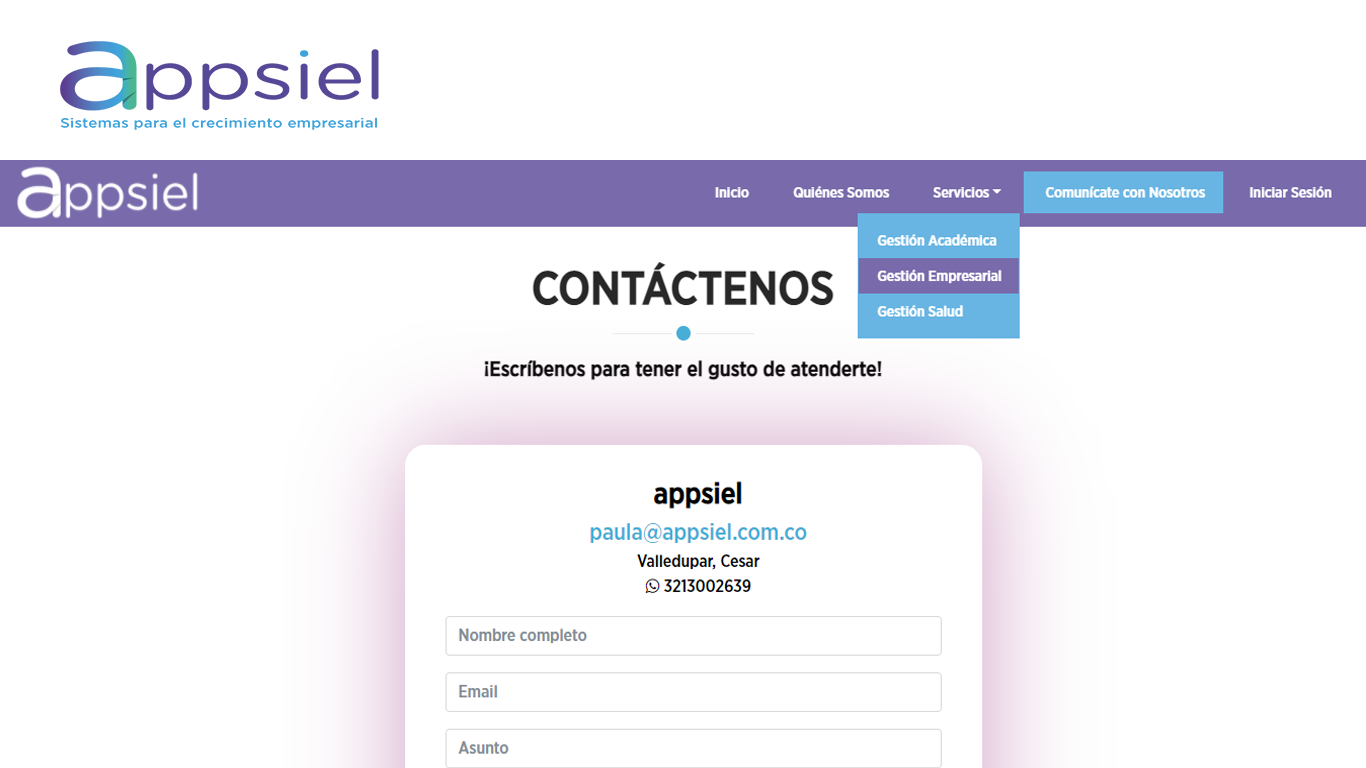 appsiel
Sistemas para el crecimiento empresarial
appsiel
Inicio
Quiénes Somos
Servicios
Comunícate con Nosotros
Iniciar Sesión
Gestión Académica
Gestión Empresarial
Gestión Salud
CONTÁCTENOS
¡Escríbenos para tener el gusto de atenderte!
appsiel
paula@appsiel.com.co
Valledupar, Cesar
3213002639
Nombre completo
Email
Asunto